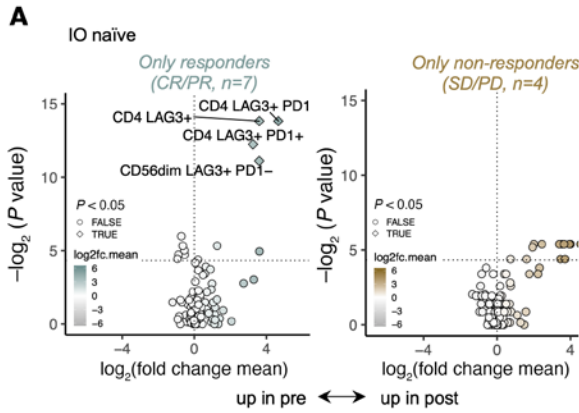 A
IO naïve
Only responders
(CR/PR, n=7)
Only non-responders
(SD/PD, n=4)
15
10
5
0
−log2 (P value)
CD4 LAG3+ PD1
CD4 LAG3+
CD4 LAG3+ PD1+
CD56dim LAG3+ PD1−
P < 0.05
FALSE
TRUE
log2fc.mean
6
3
0
−3
−6
−4
0
4
log2(fold change mean)
15
10
5
0
−log2 (P value)
P < 0.05
FALSE
TRUE
log2fc.mean
6
3
0
−3
−6
−4
0
4
log2(fold change mean)
up in pre
up in post